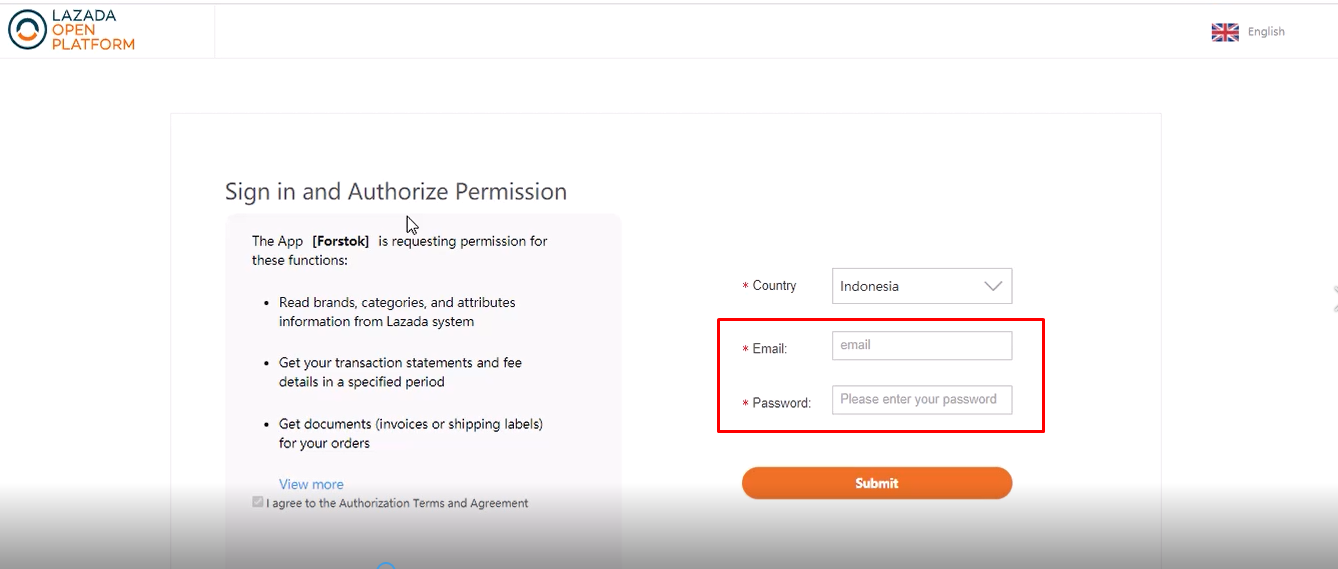 LAZADA
OPEN
PLATFORM
English
Sign in and Authorize Permission
The App [Forstok] is requesting permission for
these functions:
• Read brands, categories, and attributes
information from Lazada system
• Get your transaction statements and fee
details in a specified period
• Get documents (invoices or shipping labels)
for your orders
View more
I agree to the Authorization Terms and Agreement
* Country
Indonesia
* Email:
email
* Password:
Please enter your password
Submit